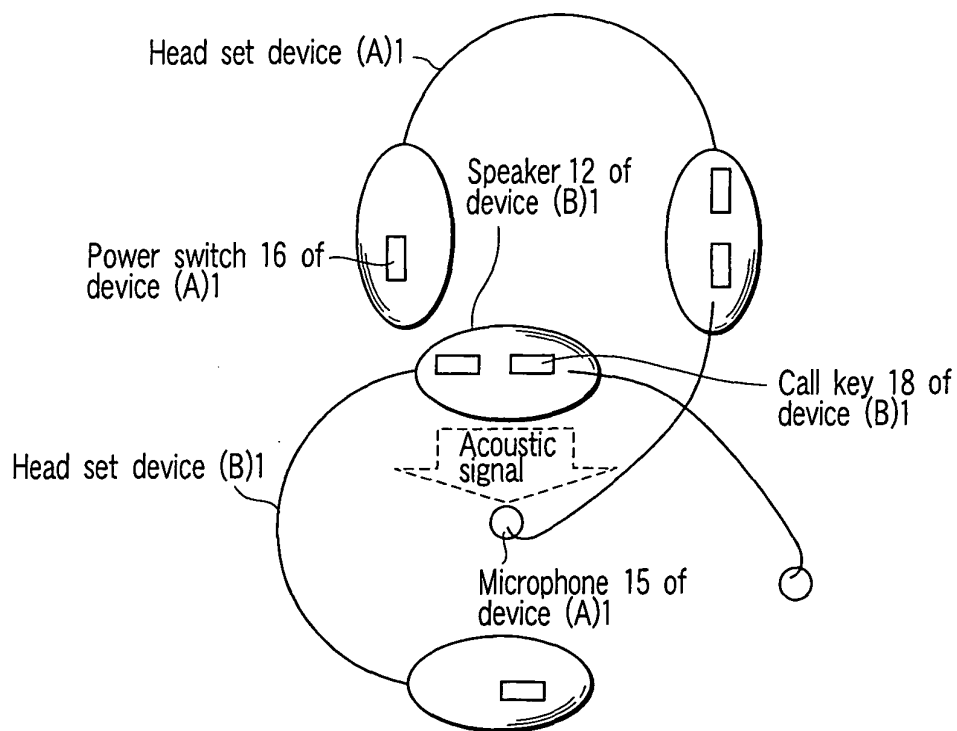 Head set device (A)1
Speaker 12 of
device (B)1
Power switch 16 of
device (A)1
Call key 18 of
device (B)1
Acoustic
signal
Head set device (B)1
Microphone 15 of
device (A)1